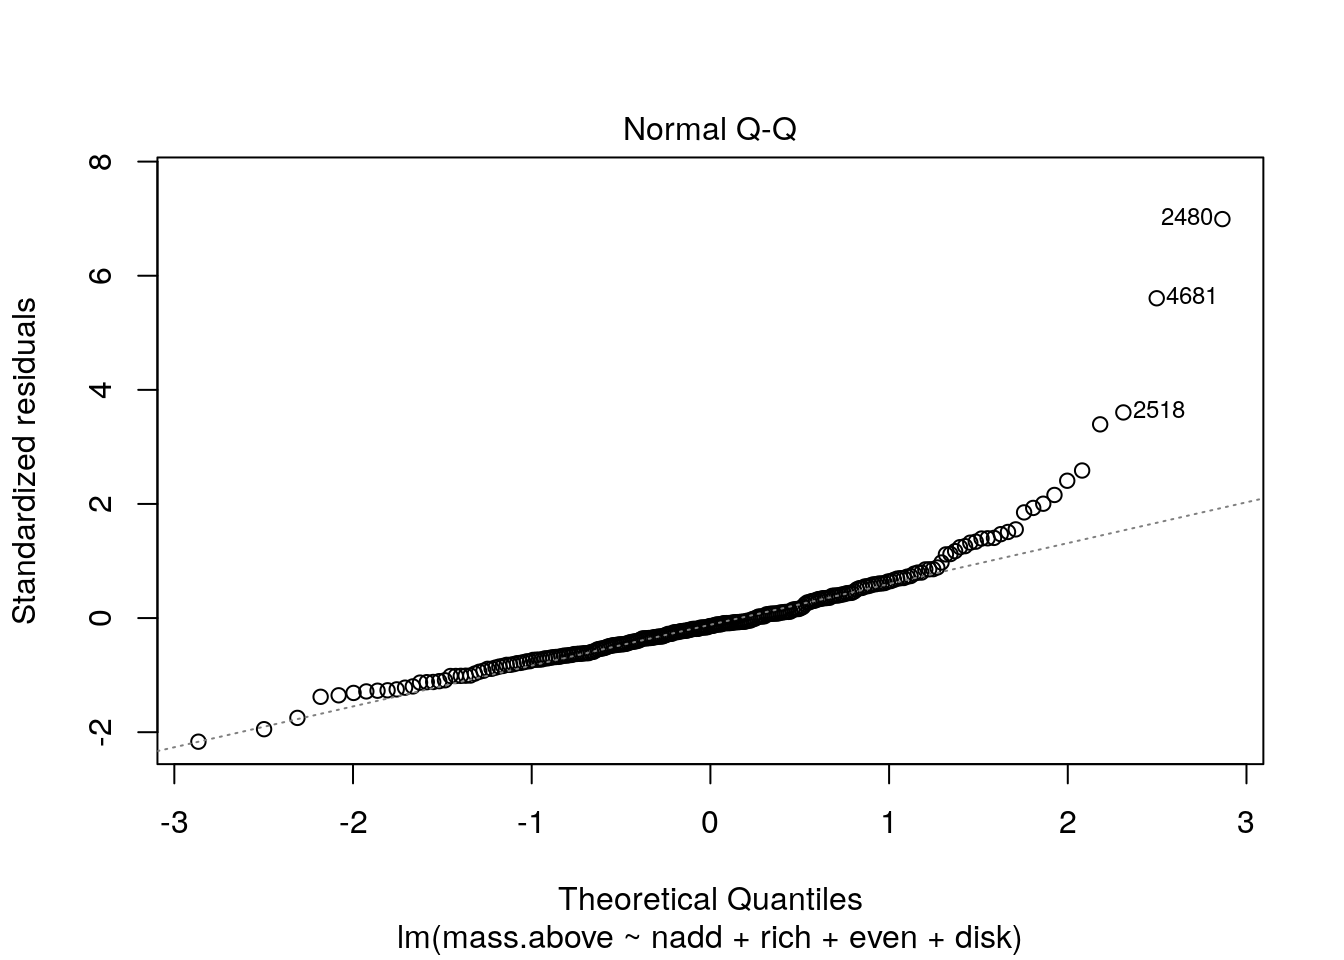 Normal Q-Q
8
6
4
2
0
-2
Standardized residuals
2480
4681
2518
-3 -2 -1 0 1 2 3
Theoretical Quantiles
lm(mass.above ~ nadd + rich + even + disk)